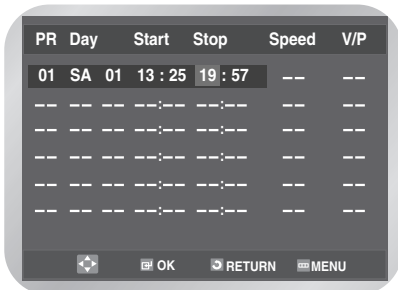 PR Day Start Stop Speed V/P
01 SA 01 13 : 25 19 : 57 –– ––
–– –– –– ––:–– ––:–– –– ––
–– –– –– ––:–– ––:–– –– ––
–– –– –– ––:–– ––:–– –– ––
–– –– –– ––:–– ––:–– –– ––
–– –– –– ––:–– ––:–– –– ––
OK RETURN MENU